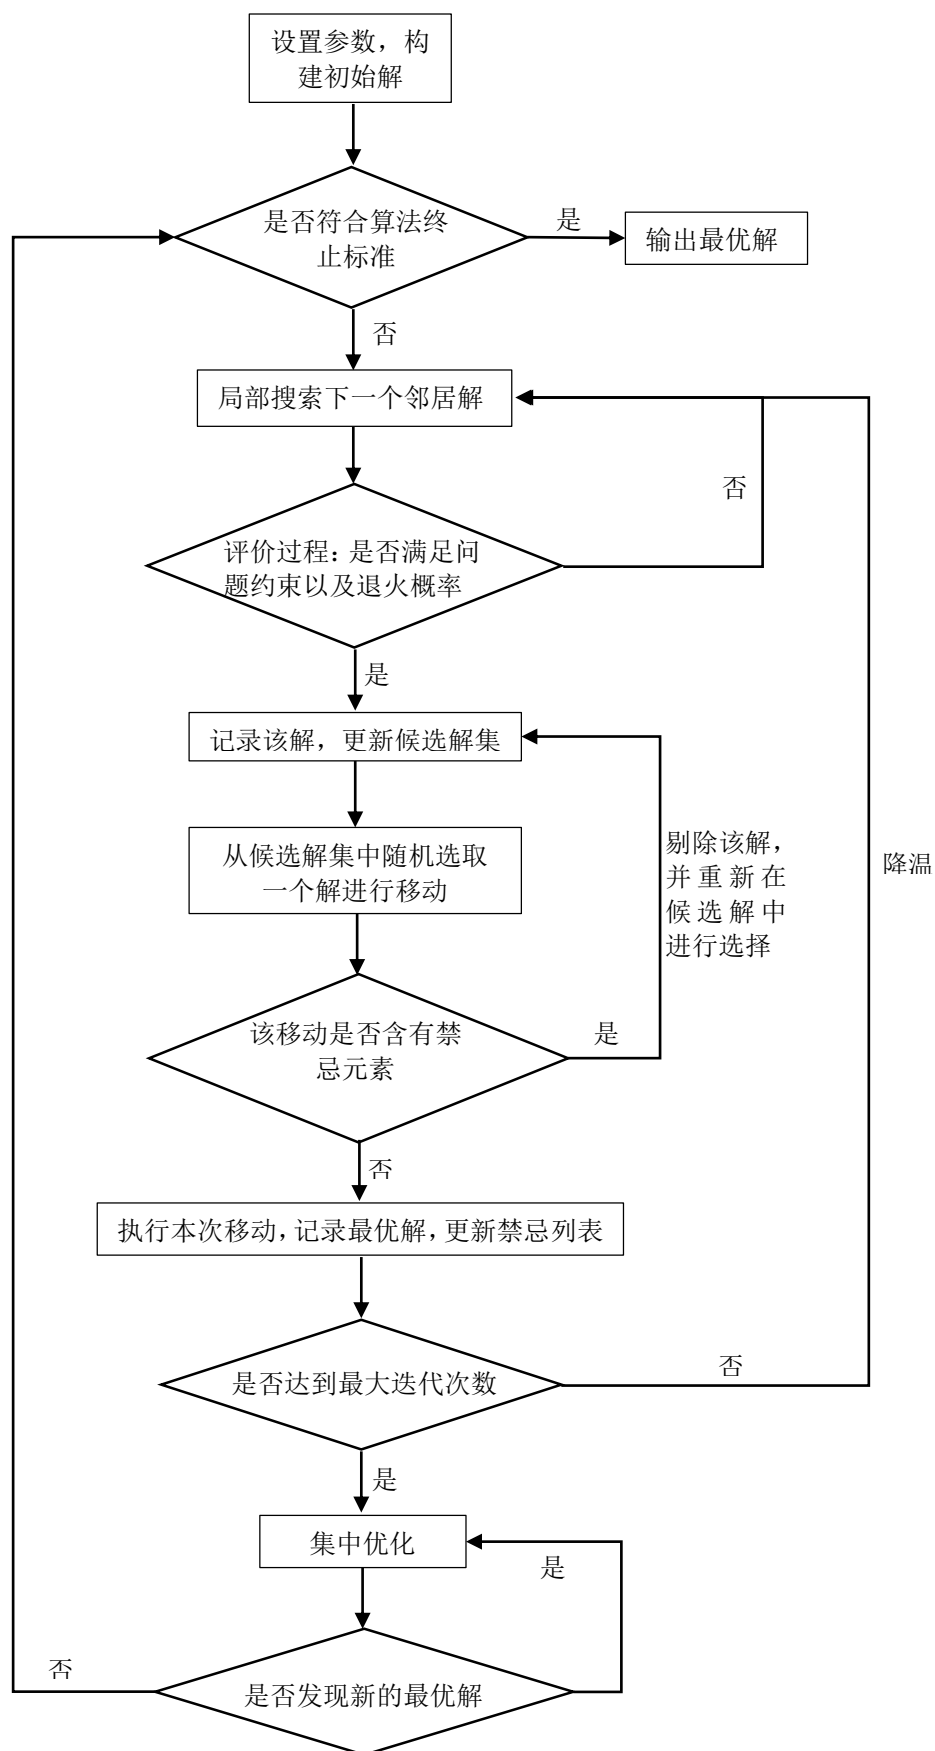 设置参数，构
建初始解
是否符合算法终
止标准
是
输出最优解
否
局部搜索下一个邻居解
否
评价过程：是否满足问
题约束以及退火概率
是
记录该解，更新候选解集
从候选解集中随机选取
一个解进行移动
剔除该解，
并重新在
候选解中
进行选择
降温
该移动是否含有禁
忌元素
是
否
执行本次移动，记录最优解，更新禁忌列表
是否达到最大迭代次数
否
是
集中优化
是
否
是否发现新的最优解